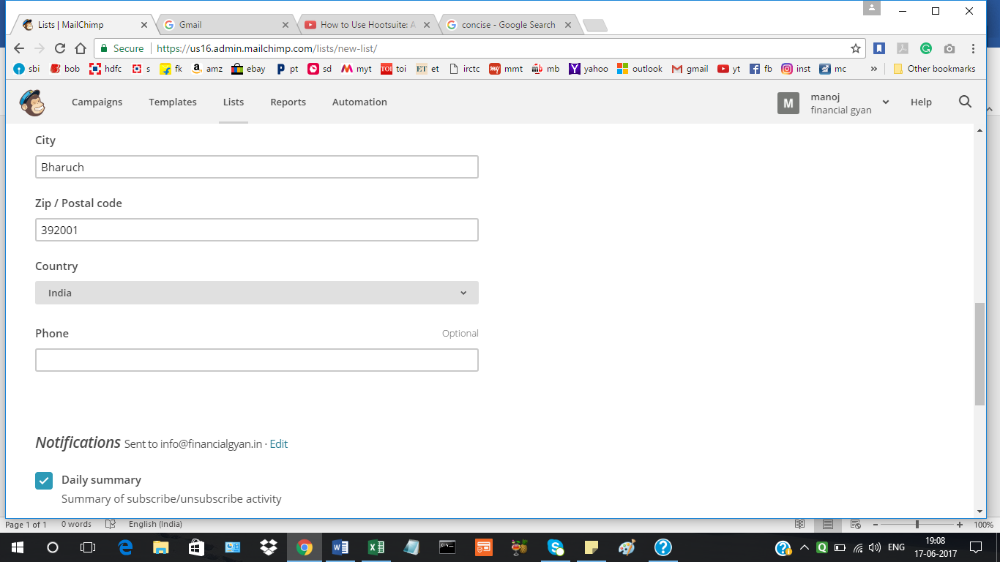 Lists | MailChimp
Gmail
How to Use Hootsuite: A
concise - Google Search
Secure
https://us16.admin.mailchimp.com/lists/new-list/
sbi bob hdfc s fk amz ebay pt sd myt TOI toi ET et irctc my mmt mb mb yahoo outlook gmail yt fb inst mc » Other bookmarks
Campaigns Templates Lists Reports Automation
M
manoj
financial gyan
Help
City
Bharuch
Zip / Postal code
392001
Country
India
Phone Optional
Notifications Sent to info@financialgyan.in · Edit
Daily summary
Summary of subscribe/unsubscribe activity
Page 1 of 1 0 words English (India) 100%
ENG
19:08
17-06-2017